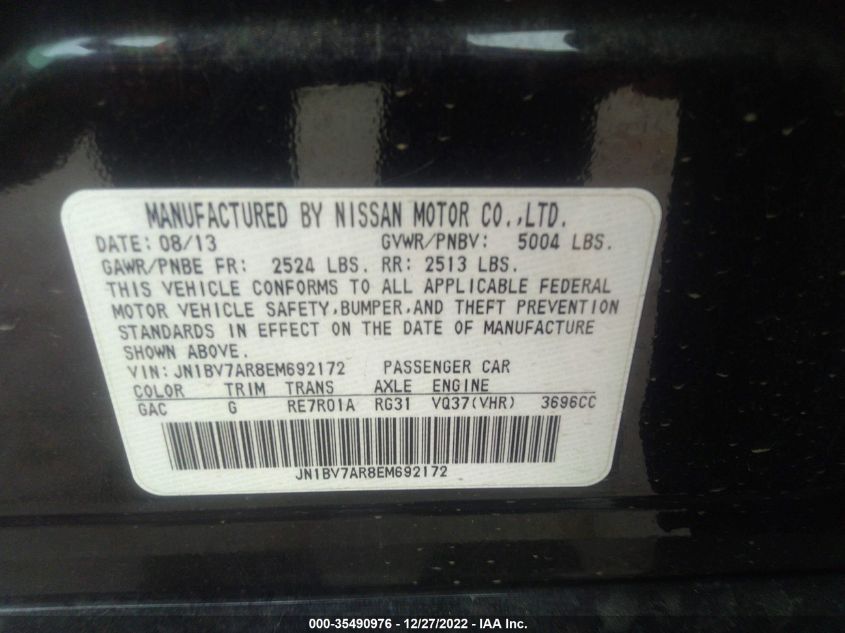 MANUFACTURED BY NISSAN MOTOR CO.,LTD.
DATE: 08/13 GVWR/PNBV: 5004 LBS.
GAWR/PNBE FR: 2524 LBS. RR: 2513 LBS.
THIS VEHICLE CONFORMS TO ALL APPLICABLE FEDERAL
MOTOR VEHICLE SAFETY,BUMPER,AND THEFT PREVENTION
STANDARDS IN EFFECT ON THE DATE OF MANUFACTURE
SHOWN ABOVE.
VIN: JN1BV7AR8EM692172 PASSENGER CAR
COLOR TRIM TRANS AXLE ENGINE
GAC G RE7R01A RG31 VQ37(VHR) 3696CC
JN1BV7AR8EM692172
000-35490976 - 12/27/2022 - IAA Inc.